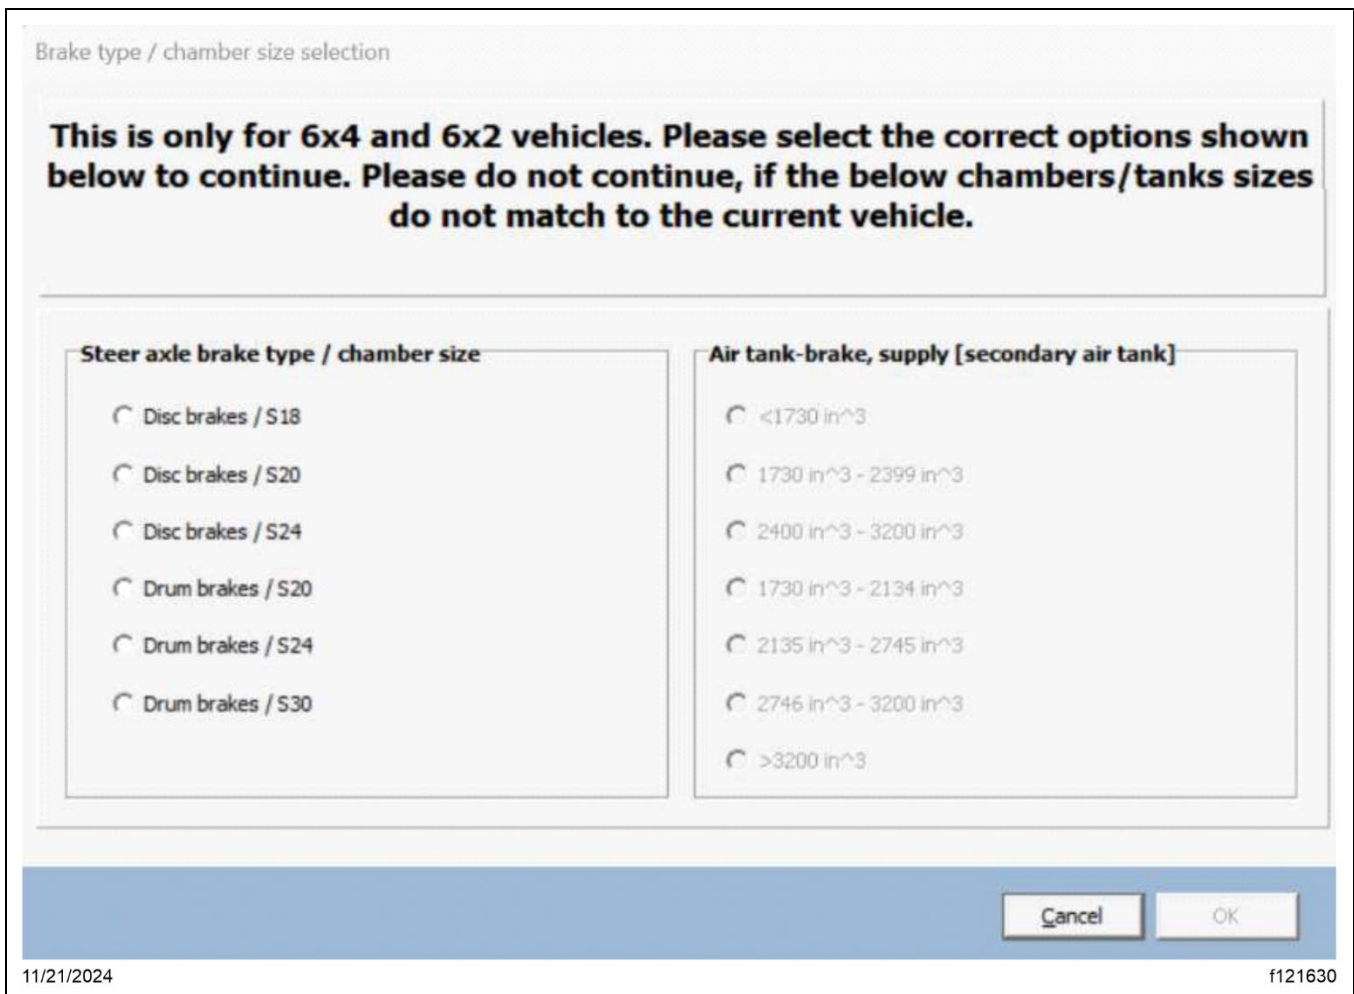 Brake type / chamber size selection
This is only for 6x4 and 6x2 vehicles. Please select the correct options shown
below to continue. Please do not continue, if the below chambers/tanks sizes
do not match to the current vehicle.
Steer axle brake type / chamber size
Disc brakes / S18
Disc brakes / S20
Disc brakes / S24
Drum brakes / S20
Drum brakes / S24
Drum brakes / S30
Air tank-brake, supply [secondary air tank]
<1730 in^3
1730 in^3 - 2399 in^3
2400 in^3 - 3200 in^3
1730 in^3 - 2134 in^3
2135 in^3 - 2745 in^3
2746 in^3 - 3200 in^3
>3200 in^3
Cancel
OK
11/21/2024
f121630